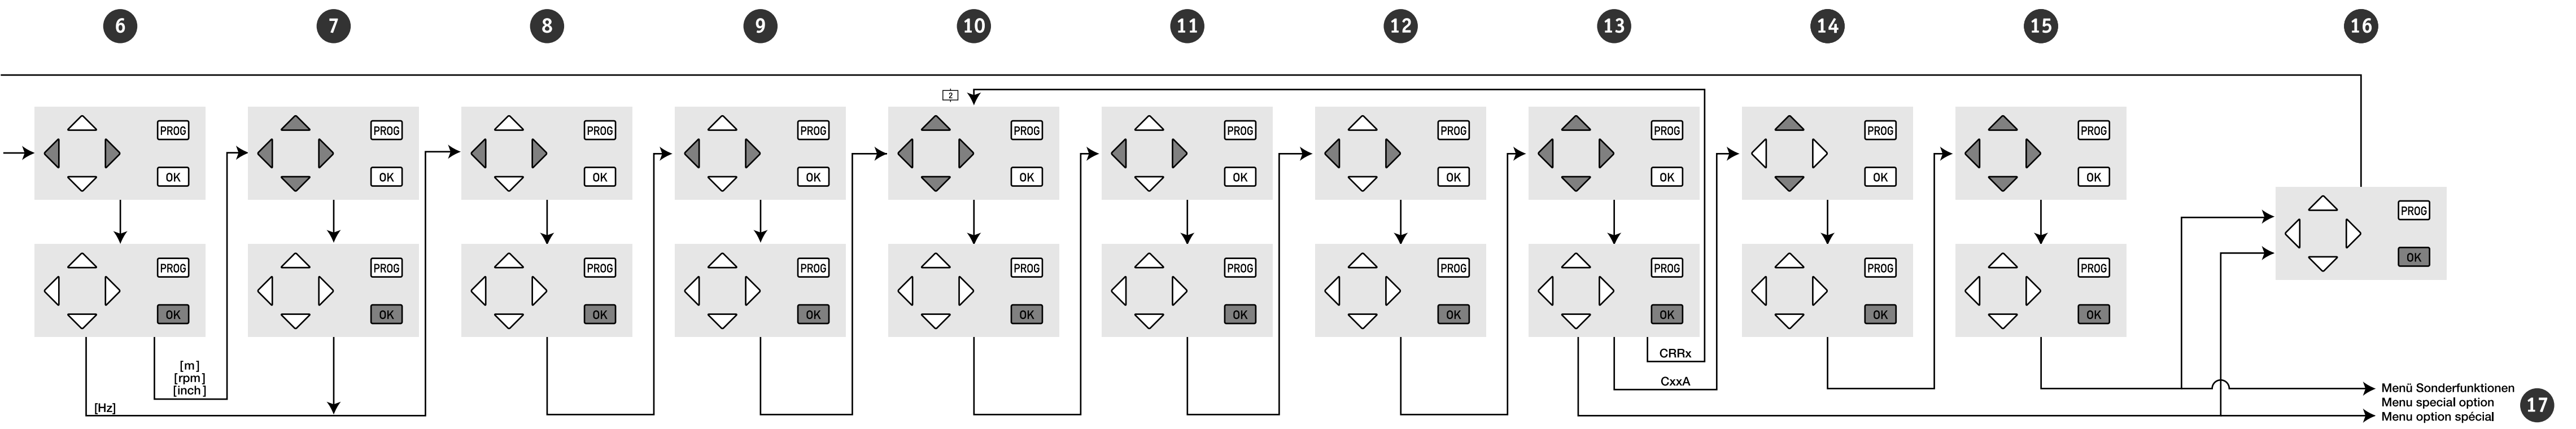 6 7 8 9 10 11 12 13 14 15 16
2
PROG PROG PROG PROG PROG PROG PROG PROG PROG PROG
OK OK OK OK OK OK OK OK OK OK
PROG
OK
PROG PROG PROG PROG PROG PROG PROG PROG PROG PROG
OK OK OK OK OK OK OK OK OK OK
[m]
[rpm]
[inch]
[Hz]
CRRx
CxxA
Menü Sonderfunktionen
Menu special option
Menu option spécial
17